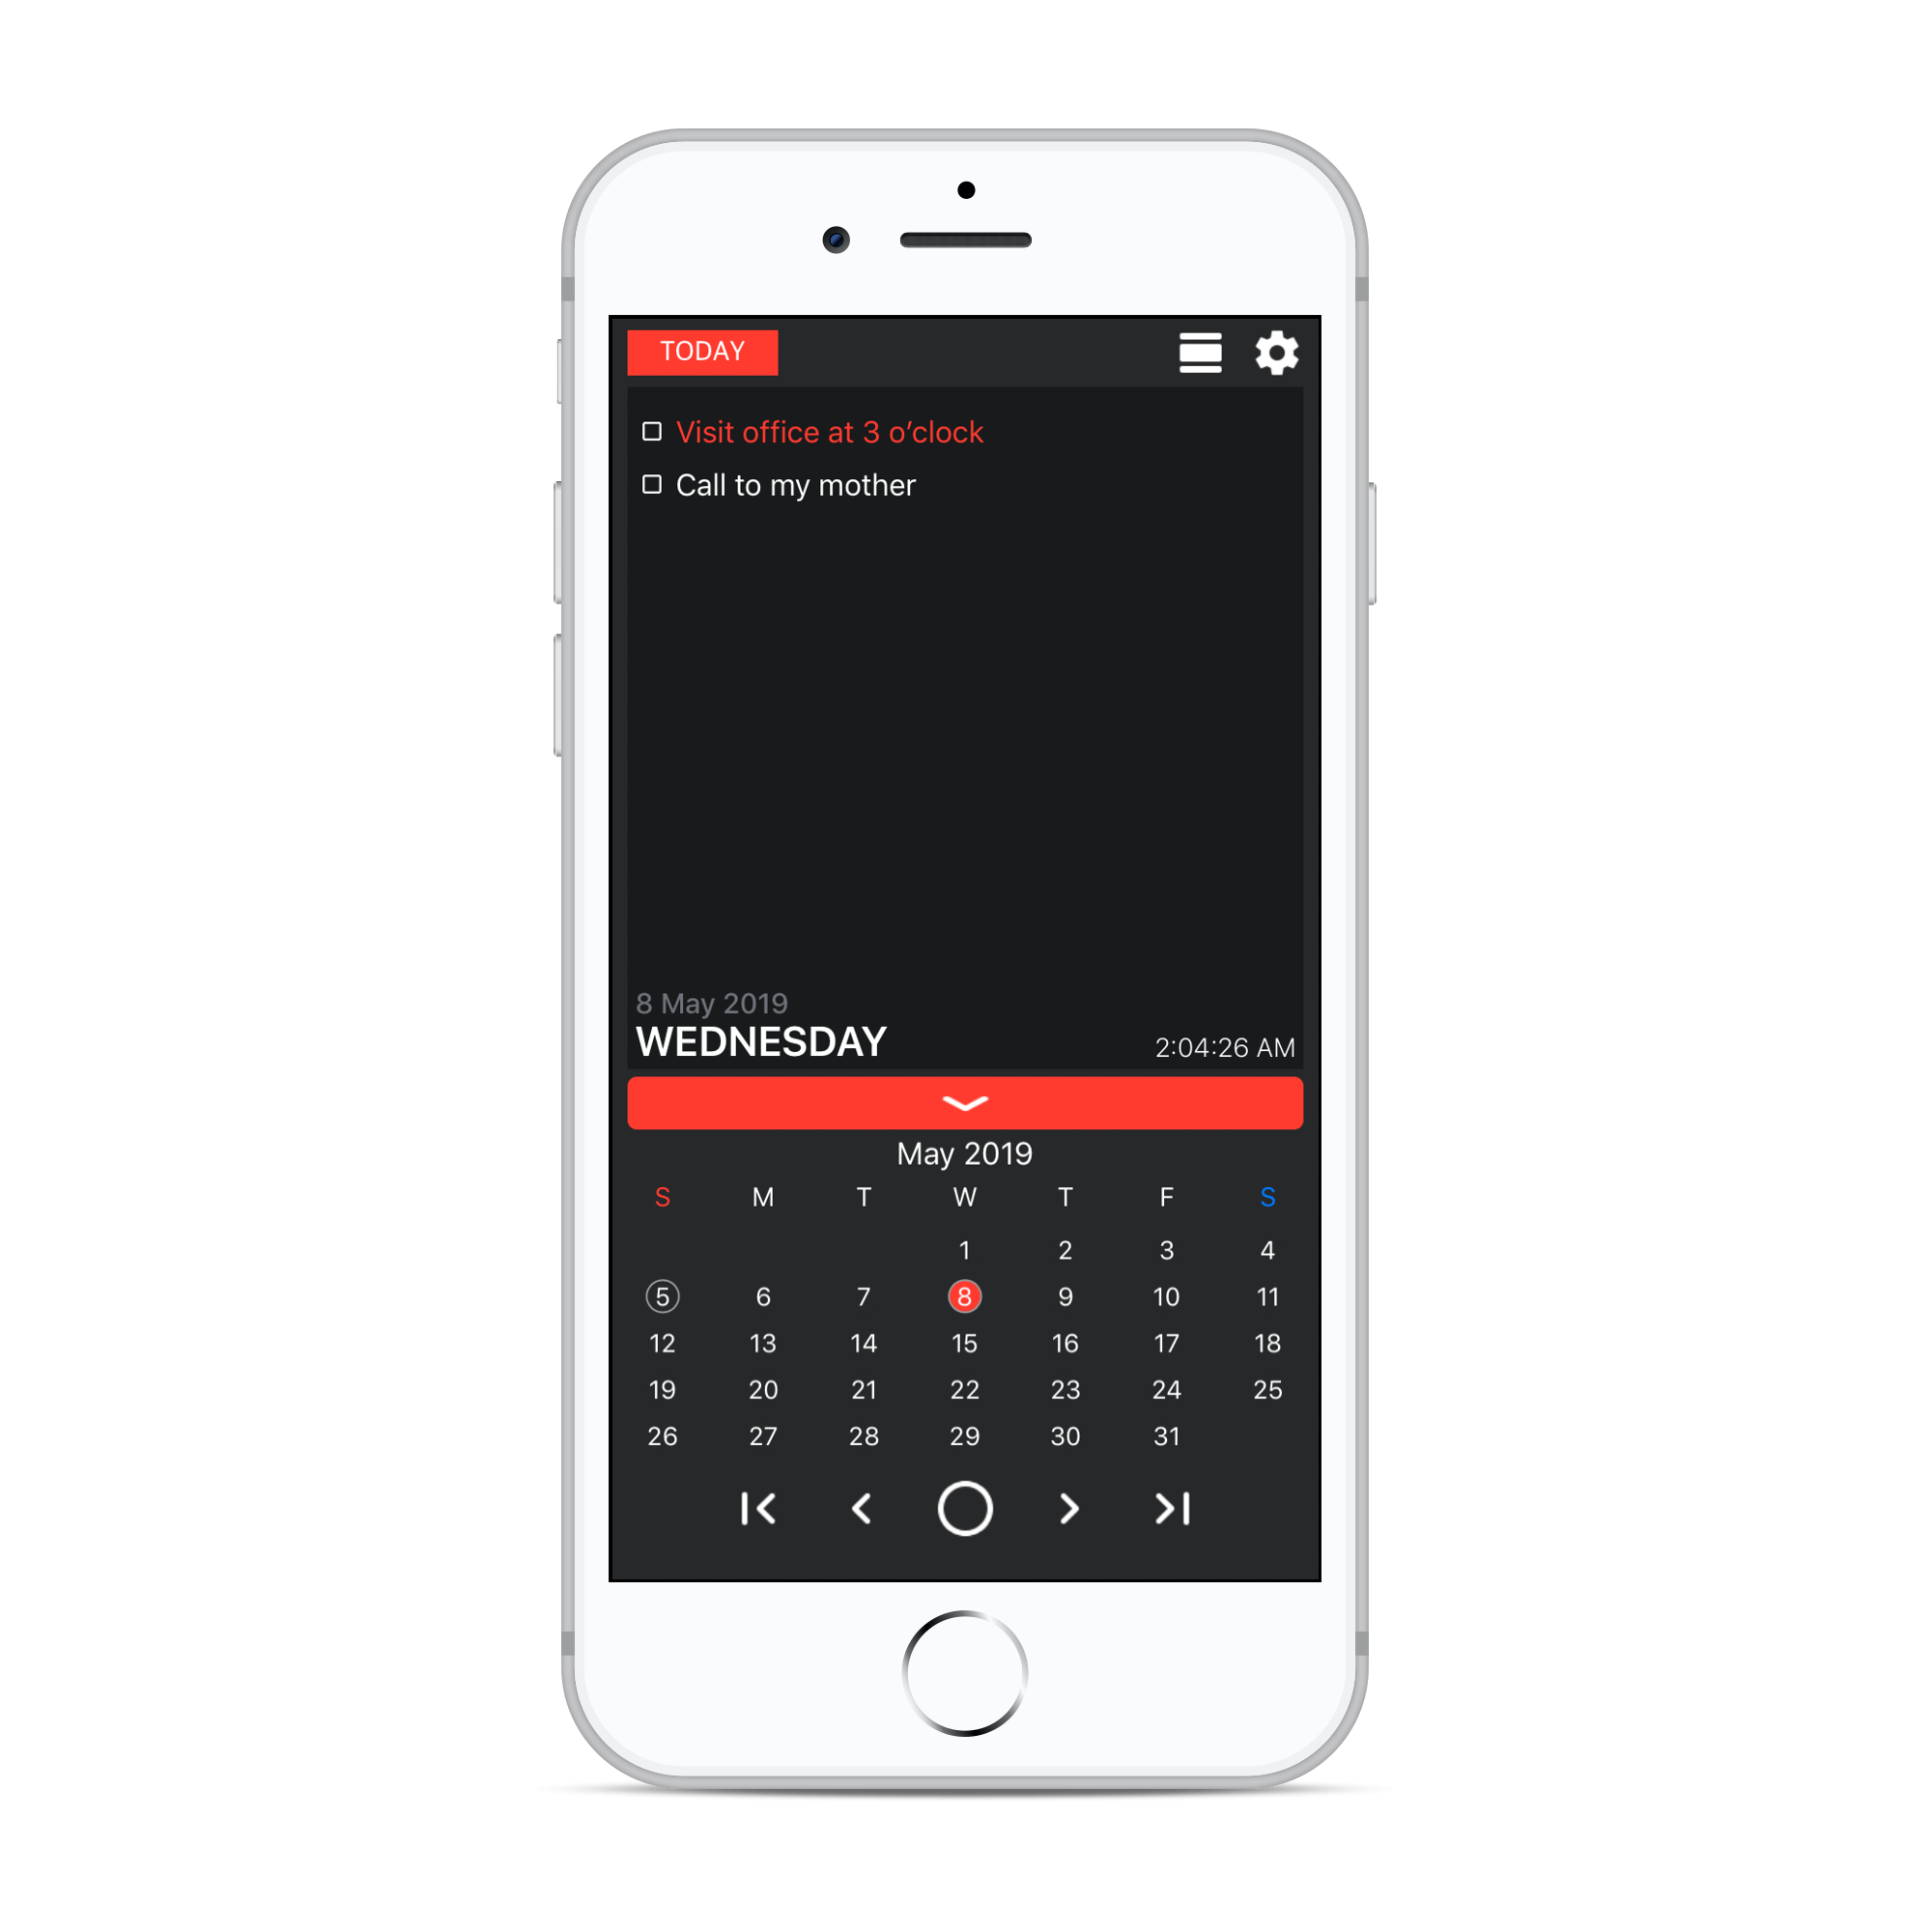 TODAY
Visit office at 3 o’clock
Call to my mother
8 May 2019
WEDNESDAY 2:04:26 AM
May 2019
S M T W T F S
1 2 3 4
5 6 7 8 9 10 11
12 13 14 15 16 17 18
19 20 21 22 23 24 25
26 27 28 29 30 31